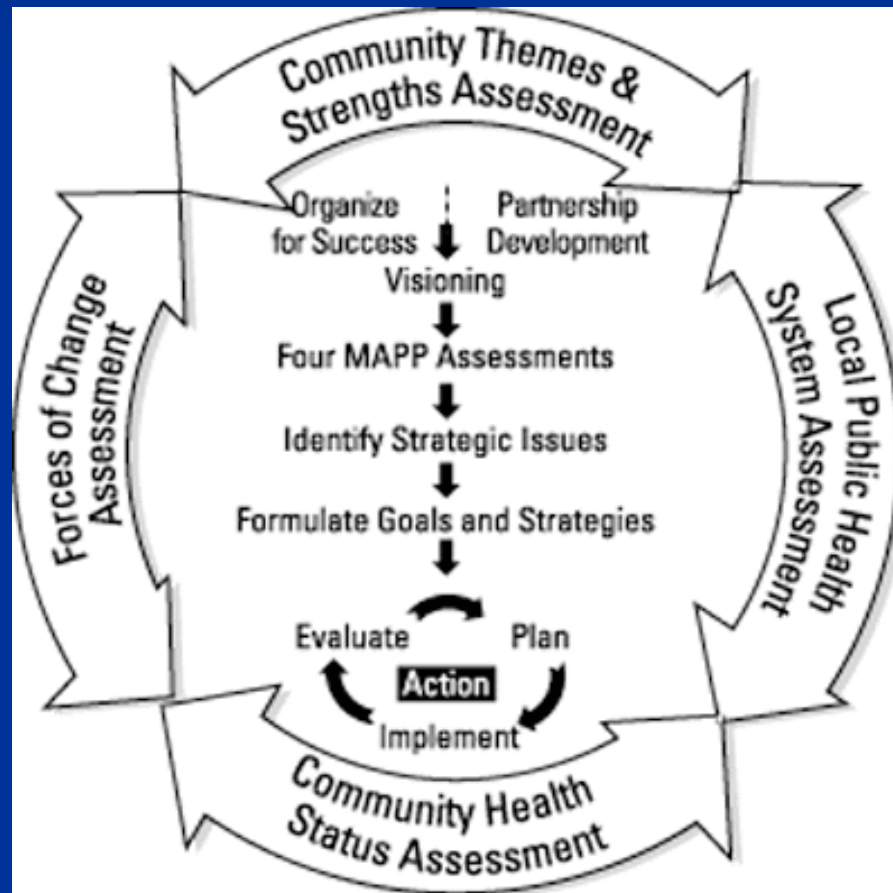 Community Themes &
Strengths Assessment
Organize
for Success
Partnership
Development
Visioning
Four MAPP Assessments
Identify Strategic Issues
Formulate Goals and Strategies
Evaluate
Plan
Action
Implement
Forces of Change
Assessment
Local Public Health
System Assessment
Community Health
Status Assessment